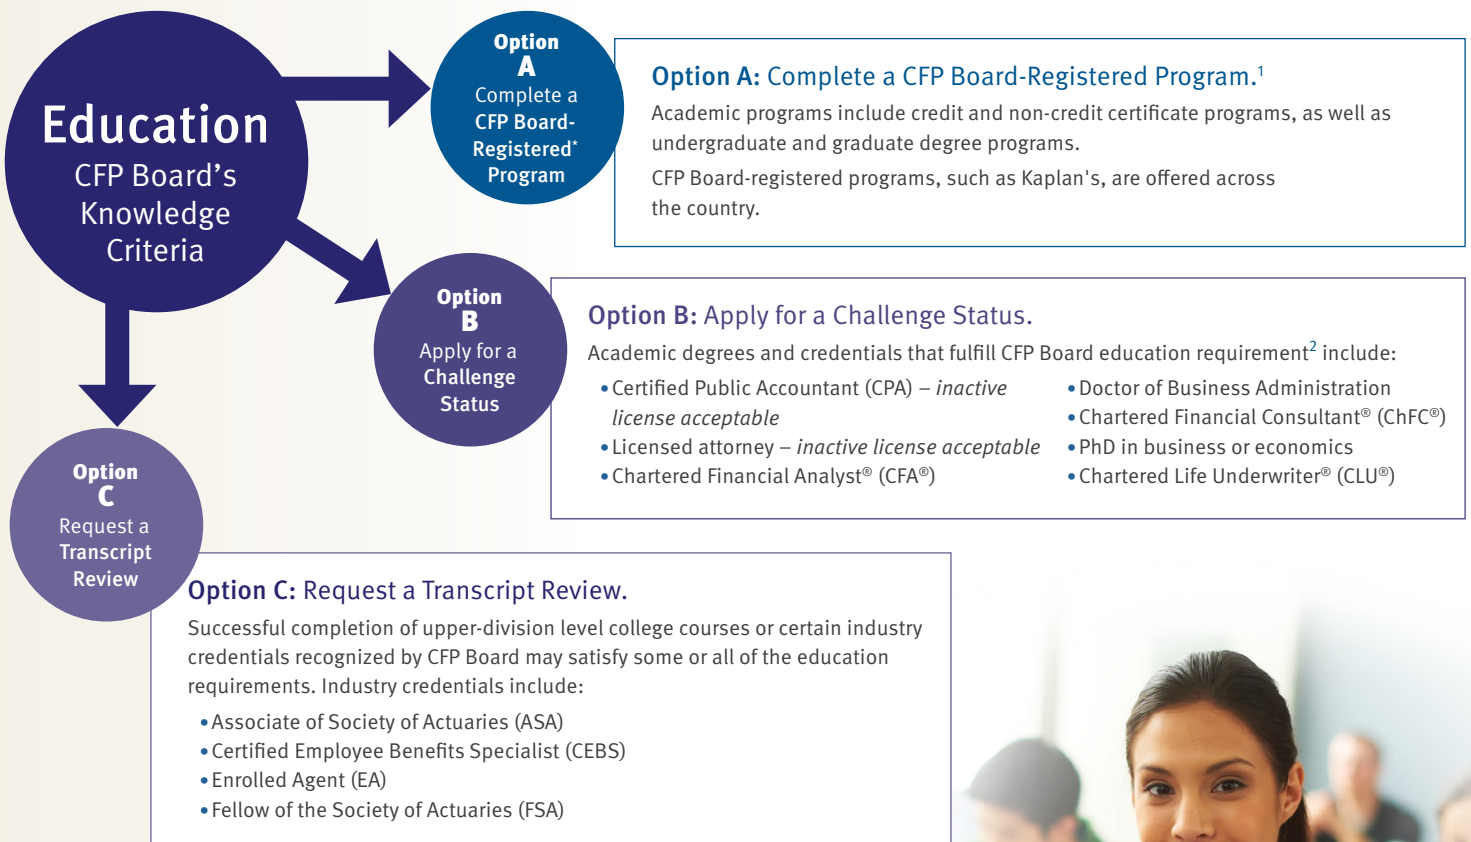 Education
CFP Board's
Knowledge
Criteria
Option
A
Complete a
CFP Board-
Registered*
Program
Option A: Complete a CFP Board-Registered Program.1
Academic programs include credit and non-credit certificate programs, as well as
undergraduate and graduate degree programs.
CFP Board-registered programs, such as Kaplan's, are offered across
the country.
Option
B
Apply for a
Challenge
Status
Option B: Apply for a Challenge Status.
Academic degrees and credentials that fulfill CFP Board education requirement2 include:
• Certified Public Accountant (CPA) – inactive
license acceptable
• Licensed attorney – inactive license acceptable
• Chartered Financial Analyst® (CFA®)
• Doctor of Business Administration
• Chartered Financial Consultant® (ChFC®)
• PhD in business or economics
• Chartered Life Underwriter® (CLU®)
Option
C
Request a
Transcript
Review
Option C: Request a Transcript Review.
Successful completion of upper-division level college courses or certain industry
credentials recognized by CFP Board may satisfy some or all of the education
requirements. Industry credentials include:
• Associate of Society of Actuaries (ASA)
• Certified Employee Benefits Specialist (CEBS)
• Enrolled Agent (EA)
• Fellow of the Society of Actuaries (FSA)